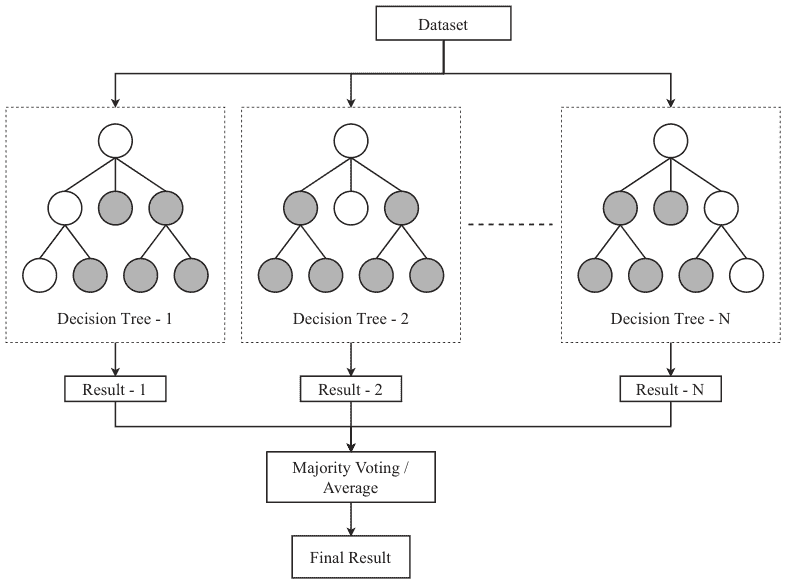 Dataset
Decision Tree - 1
Decision Tree - 2
Decision Tree - N
Result - 1
Result - 2
Result - N
Majority Voting /
Average
Final Result